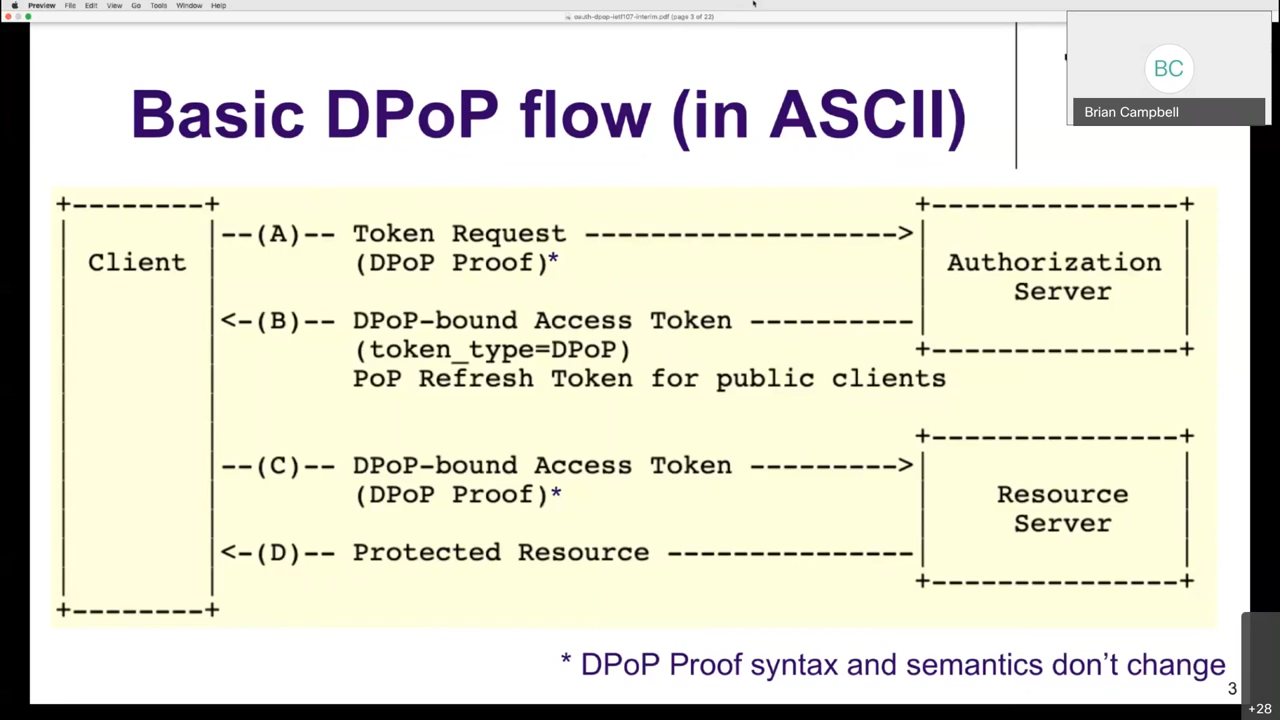 Preview File Edit View Go Tools Window Help
oauth-dpop-ietf107-interim.pdf (page 3 of 22)
BC
Brian Campbell
Basic DPoP flow (in ASCII)
+--------+                                          +---------------+
|        |--(A)-- Token Request ------------------->|               |
| Client |        (DPoP Proof)*                     | Authorization |
|        |                                          |     Server    |
|        |<-(B)-- DPoP-bound Access Token ----------|               |
|        |        (token_type=DPoP)                 +---------------+
|        |        PoP Refresh Token for public clients
|        |                                          +---------------+
|        |--(C)-- DPoP-bound Access Token --------->|               |
|        |        (DPoP Proof)*                     |    Resource   |
|        |                                          |     Server    |
|        |<-(D)-- Protected Resource ---------------|               |
|        |                                          +---------------+
+--------+
* DPoP Proof syntax and semantics don’t change
3
+28